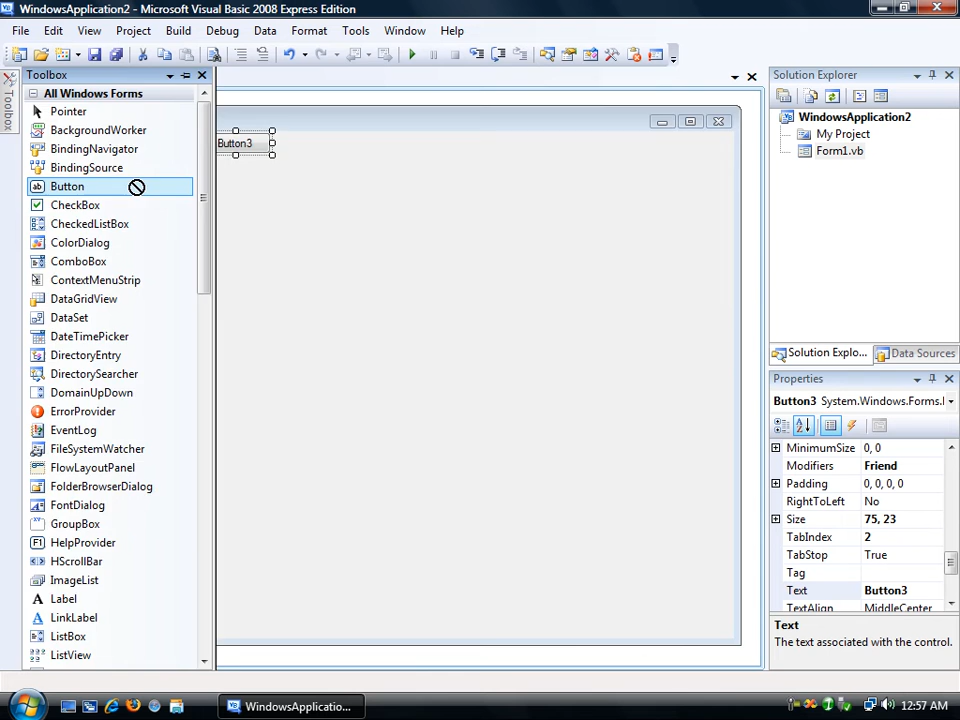 WindowsApplication2 - Microsoft Visual Basic 2008 Express Edition
File Edit View Project Build Debug Data Format Tools Window Help
Toolbox
Toolbox
All Windows Forms
Pointer
BackgroundWorker
BindingNavigator
BindingSource
Button
CheckBox
CheckedListBox
ColorDialog
ComboBox
ContextMenuStrip
DataGridView
DataSet
DateTimePicker
DirectoryEntry
DirectorySearcher
DomainUpDown
ErrorProvider
EventLog
FileSystemWatcher
FlowLayoutPanel
FolderBrowserDialog
FontDialog
GroupBox
HelpProvider
HScrollBar
ImageList
Label
LinkLabel
ListBox
ListView
Button3
Solution Explorer
WindowsApplication2
My Project
Form1.vb
Solution Explo... Data Sources
Properties
Button3 System.Windows.Forms.
MinimumSize 0, 0
Modifiers Friend
Padding 0, 0, 0, 0
RightToLeft No
Size 75, 23
TabIndex 2
TabStop True
Tag
Text Button3
TextAlign MiddleCenter
Text
The text associated with the control.
WindowsApplicatio... 12:57 AM